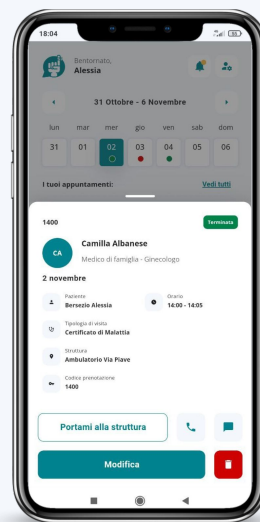 18:04
Bentornato,
Alessia
31 Ottobre - 6 Novembre
lun mar mer gio ven sab dom
31 01 02 03 04 05 06
I tuoi appuntamenti: Vedi tutti
1400 Terminata
CA
Camilla Albanese
Medico di famiglia - Ginecologo
2 novembre
Paziente Orario
Bersezio Alessia 14:00 - 14:05
Tipologia di visita
Certificato di Malattia
Struttura
Ambulatorio Via Piave
Codice prenotazione
1400
Portami alla struttura
Modifica